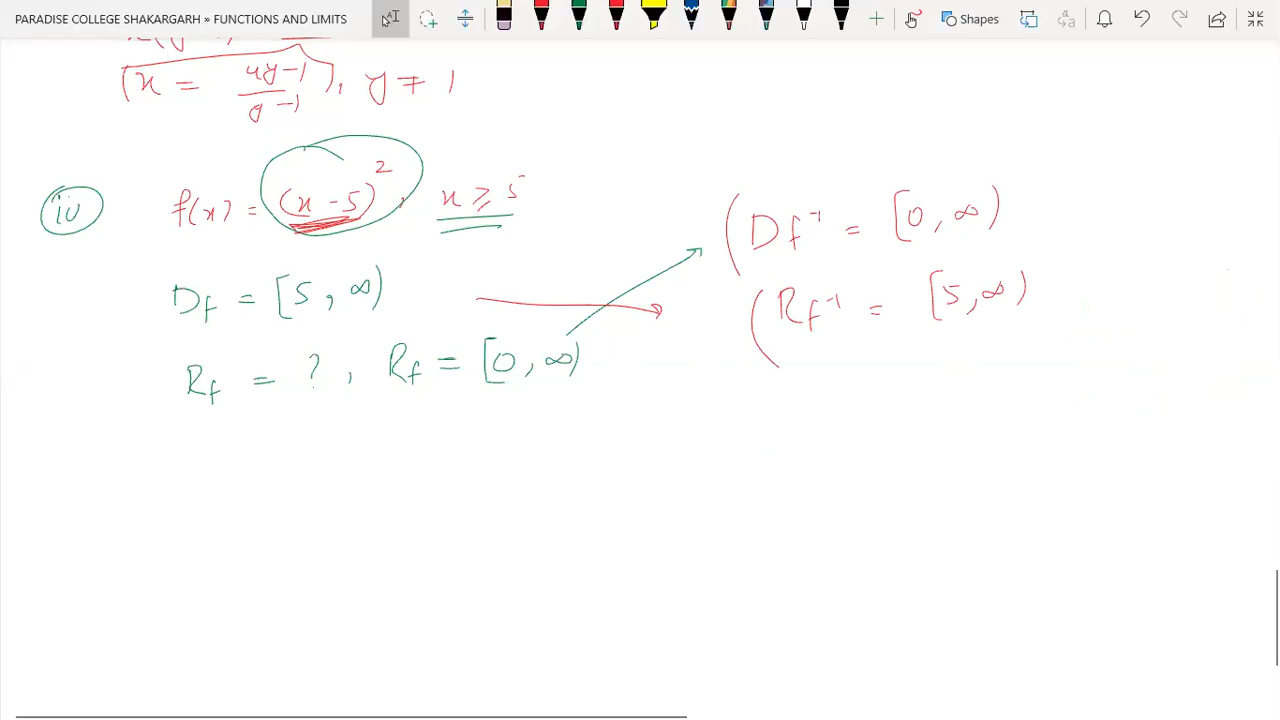 PARADISE COLLEGE SHAKARGARH » FUNCTIONS AND LIMITS
Shapes
(x = 4y-1/y-1), y ≠ 1
iv f(x) = (x-5)², x ≥ 5
Df = [5, ∞)
Rf = ?, Rf = [0, ∞)
(Df⁻¹ = [0, ∞)
(Rf⁻¹ = [5, ∞)